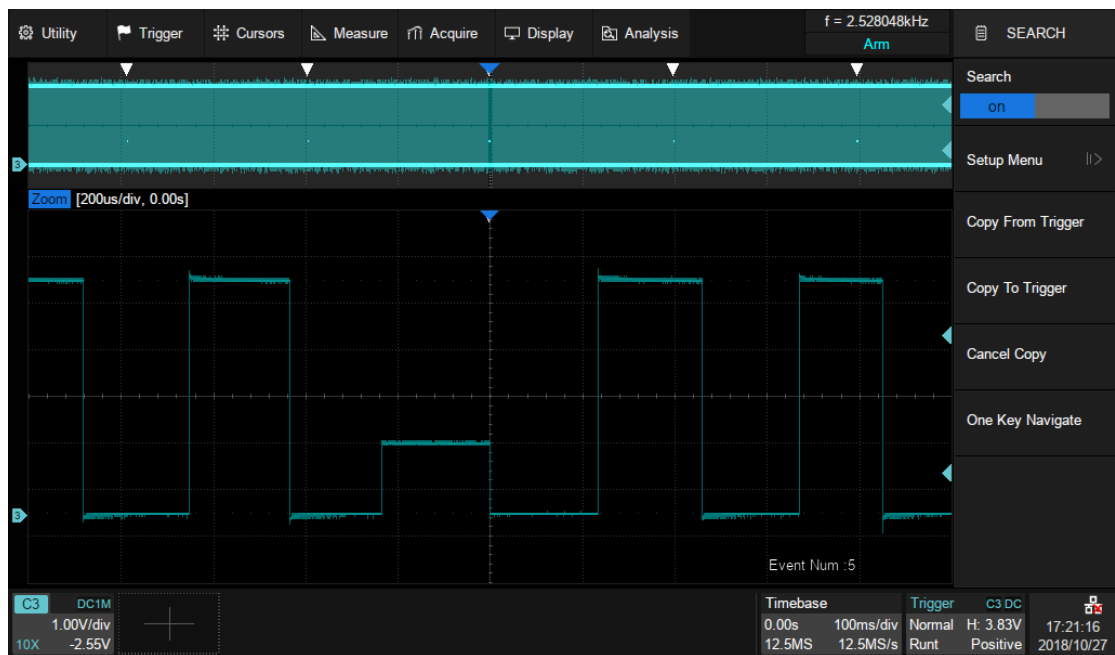 Utility Trigger Cursors Measure Acquire Display Analysis
f = 2.528048kHz
Arm
SEARCH
Search
on
Setup Menu
Copy From Trigger
Copy To Trigger
Cancel Copy
One Key Navigate
3
Zoom [200us/div, 0.00s]
3
Event Num :5
C3 DC1M
1.00V/div
10X -2.55V
Timebase
0.00s 100ms/div
12.5MS 12.5MS/s
Trigger C3 DC
Normal H: 3.83V
Runt Positive
17:21:16
2018/10/27